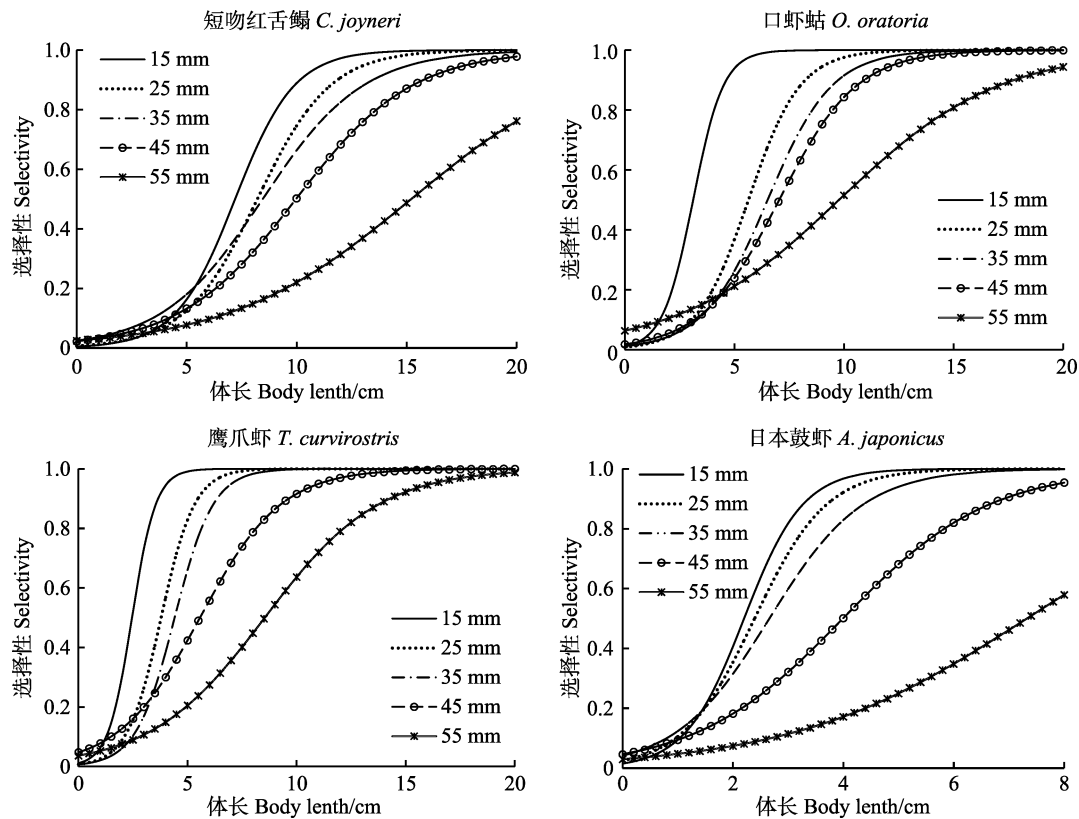 短吻红舌鳎 C. joyneri
1.0
0.8
0.6
0.4
0.2
0
选择性 Selectivity
15 mm
25 mm
35 mm
45 mm
55 mm
0 5 10 15 20
体长 Body lenth/cm
口虾蛄 O. oratoria
1.0
0.8
0.6
0.4
0.2
0
选择性 Selectivity
15 mm
25 mm
35 mm
45 mm
55 mm
0 5 10 15 20
体长 Body lenth/cm
鹰爪虾 T. curvirostris
1.0
0.8
0.6
0.4
0.2
0
选择性 Selectivity
15 mm
25 mm
35 mm
45 mm
55 mm
0 5 10 15 20
体长 Body lenth/cm
日本鼓虾 A. japonicus
1.0
0.8
0.6
0.4
0.2
0
选择性 Selectivity
15 mm
25 mm
35 mm
45 mm
55 mm
0 2 4 6 8
体长 Body lenth/cm